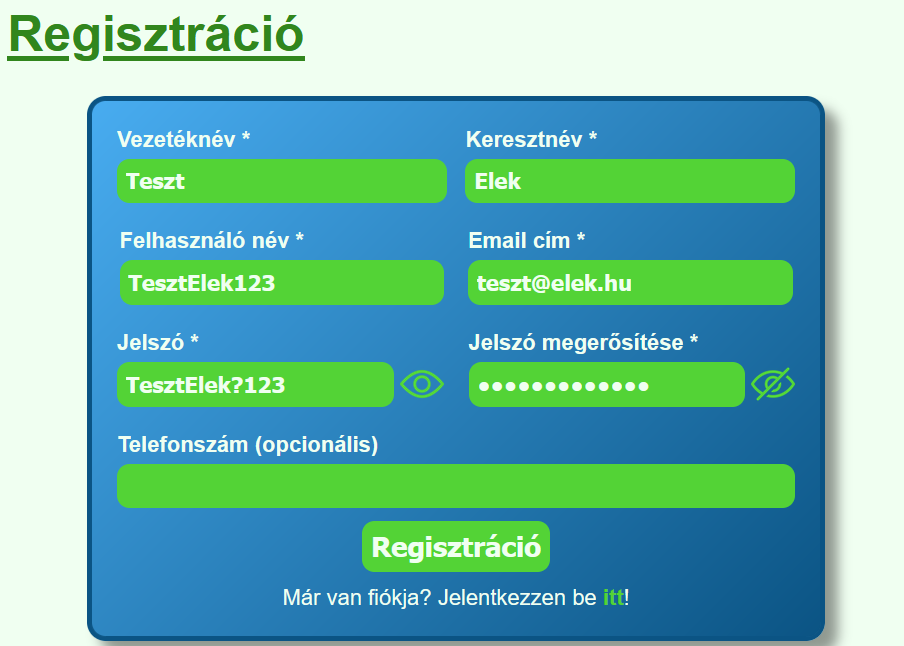 Regisztráció
Vezetéknév * Keresztnév *
Teszt Elek
Felhasználó név * Email cím *
TesztElek123 teszt@elek.hu
Jelszó * Jelszó megerősítése *
TesztElek?123 •••••••••••••
Telefonszám (opcionális)
Regisztráció
Már van fiókja? Jelentkezzen be itt!